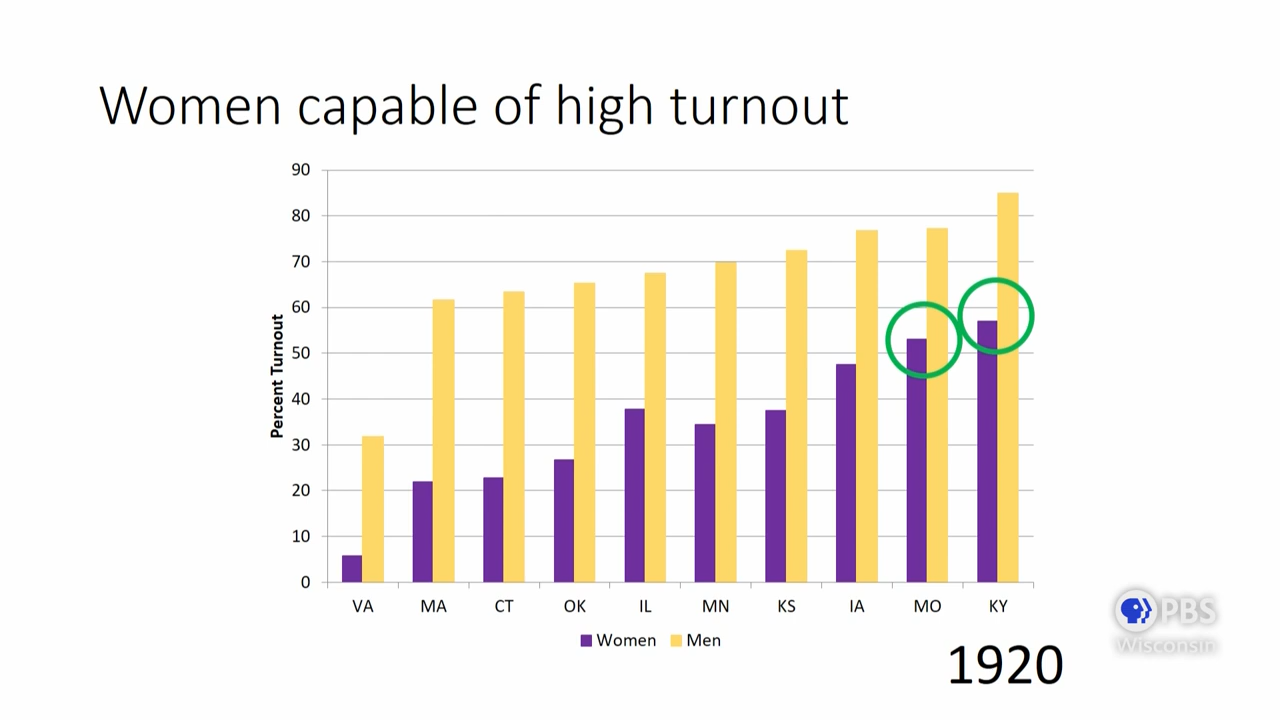 Women capable of high turnout
90
80
70
60
50
40
30
20
10
0
Percent Turnout
VA MA CT OK IL MN KS IA MO KY
Women Men
1920
PBS
Wisconsin